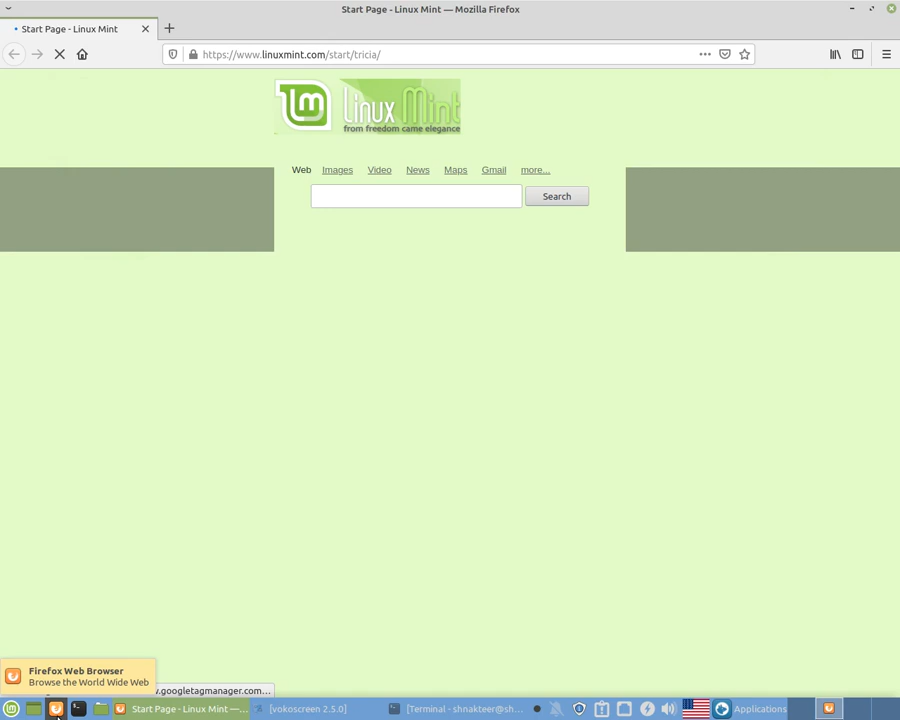 Start Page - Linux Mint — Mozilla Firefox
Start Page - Linux Mint
https://www.linuxmint.com/start/tricia/
lm Linux Mint
from freedom came elegance
Web Images Video News Maps Gmail more...
Search
Firefox Web Browser
Browse the World Wide Web
w.googletagmanager.com...
Start Page - Linux Mint —... [vokoscreen 2.5.0] [Terminal - shnakteer@sh... Applications